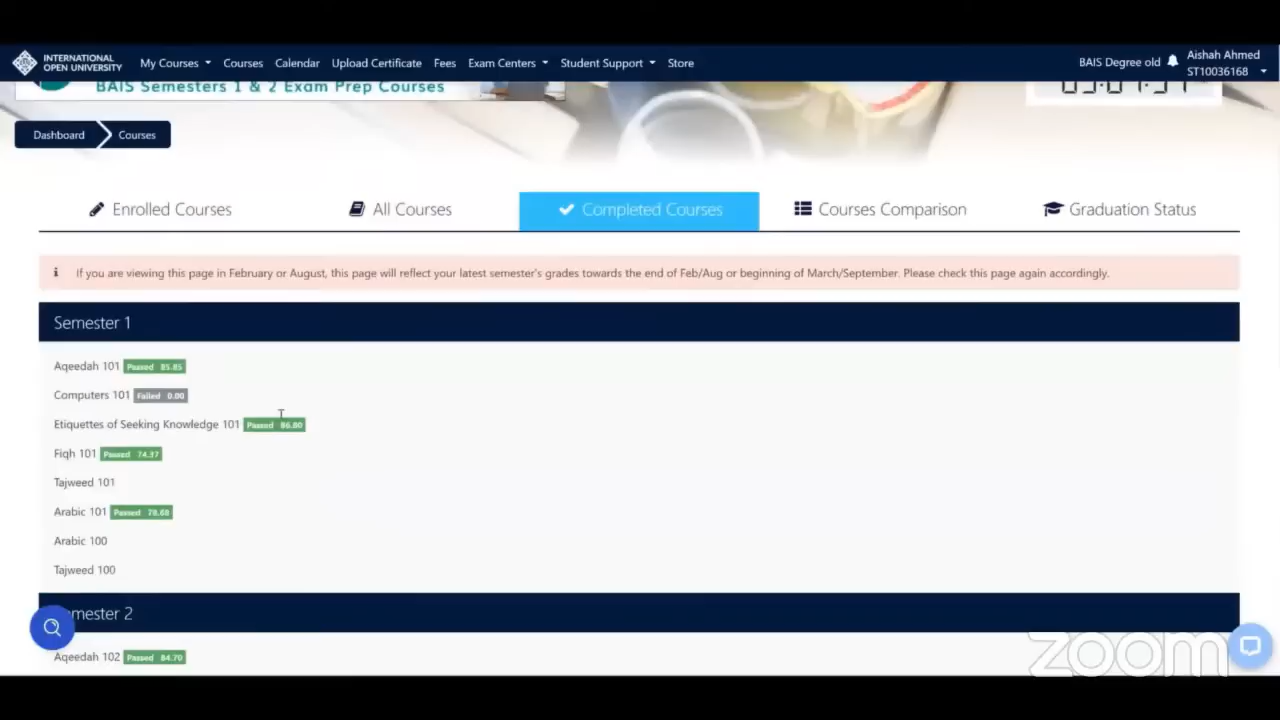 INTERNATIONAL
OPEN UNIVERSITY
My Courses Courses Calendar Upload Certificate Fees Exam Centers Student Support Store
BAIS Degree old
Aishah Ahmed
ST10036168
BAIS Semesters 1 & 2 Exam Prep Courses
Dashboard Courses
Enrolled Courses All Courses Completed Courses Courses Comparison Graduation Status
If you are viewing this page in February or August, this page will reflect your latest semester's grades towards the end of Feb/Aug or beginning of March/September. Please check this page again accordingly.
Semester 1
Aqeedah 101 Passed 85.85
Computers 101 Failed 0.00
Etiquettes of Seeking Knowledge 101 Passed 86.80
Fiqh 101 Passed 74.37
Tajweed 101
Arabic 101 Passed 78.68
Arabic 100
Tajweed 100
mester 2
Aqeedah 102 Passed 84.70
zoom